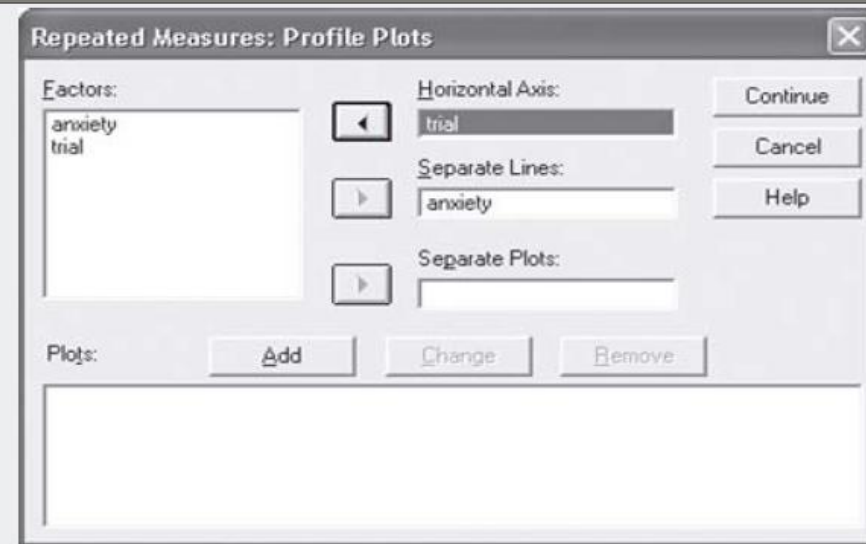 Repeated Measures: Profile Plots
Factors:
anxiety
trial
Horizontal Axis:
trial
Separate Lines:
anxiety
Separate Plots:
Continue
Cancel
Help
Plots:
Add
Change
Remove